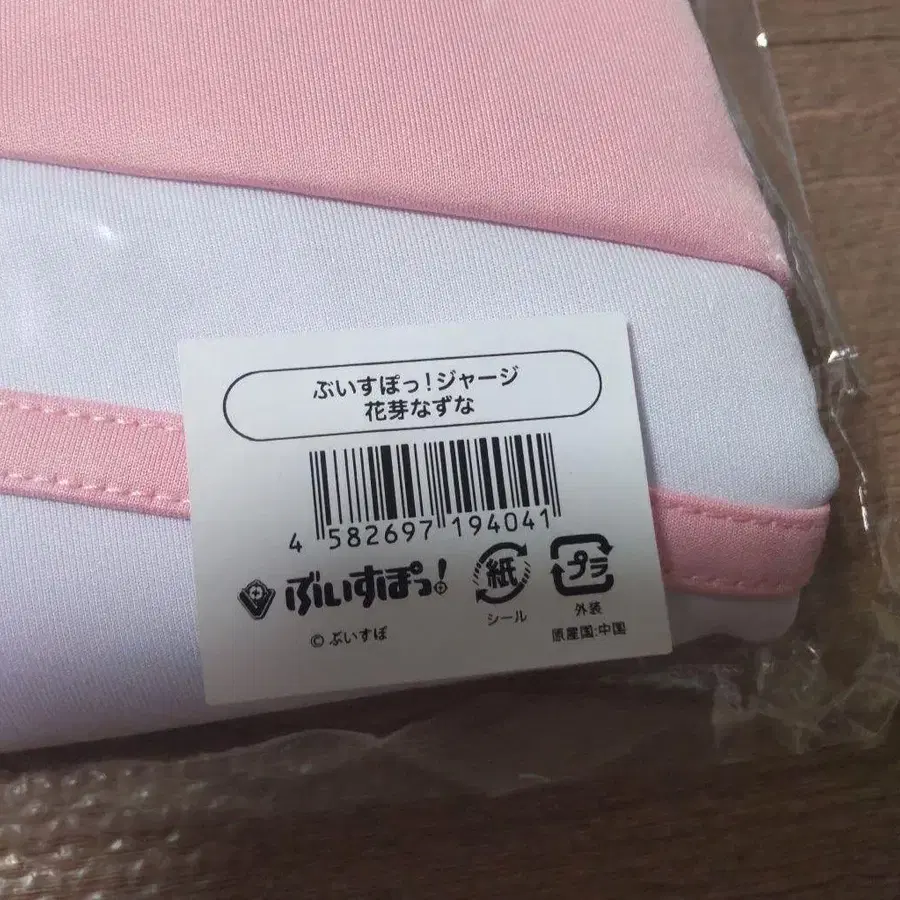 ぶいすぽっ!ジャージ
花芽なずな
4 582697 194041
ぶいすぽっ!
© ぶいすぽ
紙
シール
プラ
外装
原産国:中国